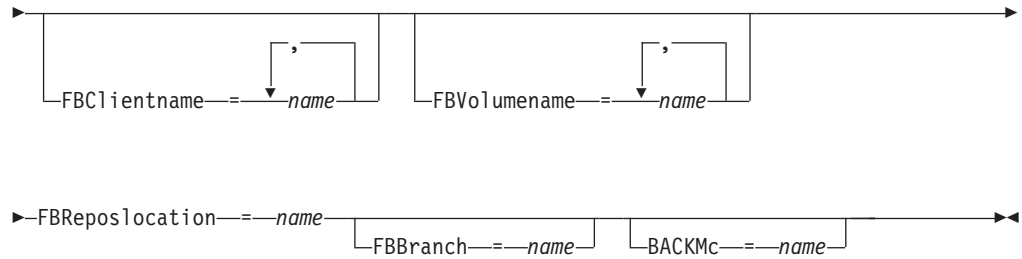 , ,
FBClientname = name FBVolumename = name
FBReposlocation = name
FBBranch = name BACKMc = name